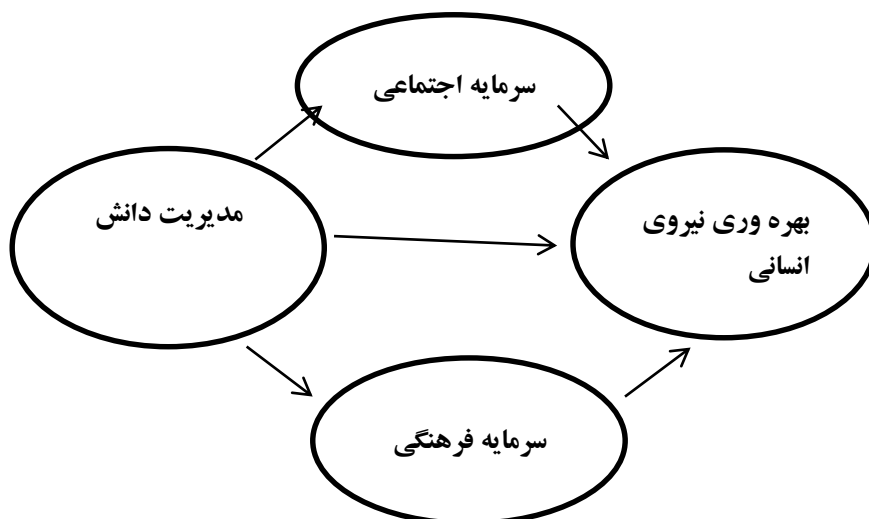 سرمایه اجتماعی
مدیریت دانش
بهره وری نیروی
انسانی
سرمایه فرهنگی